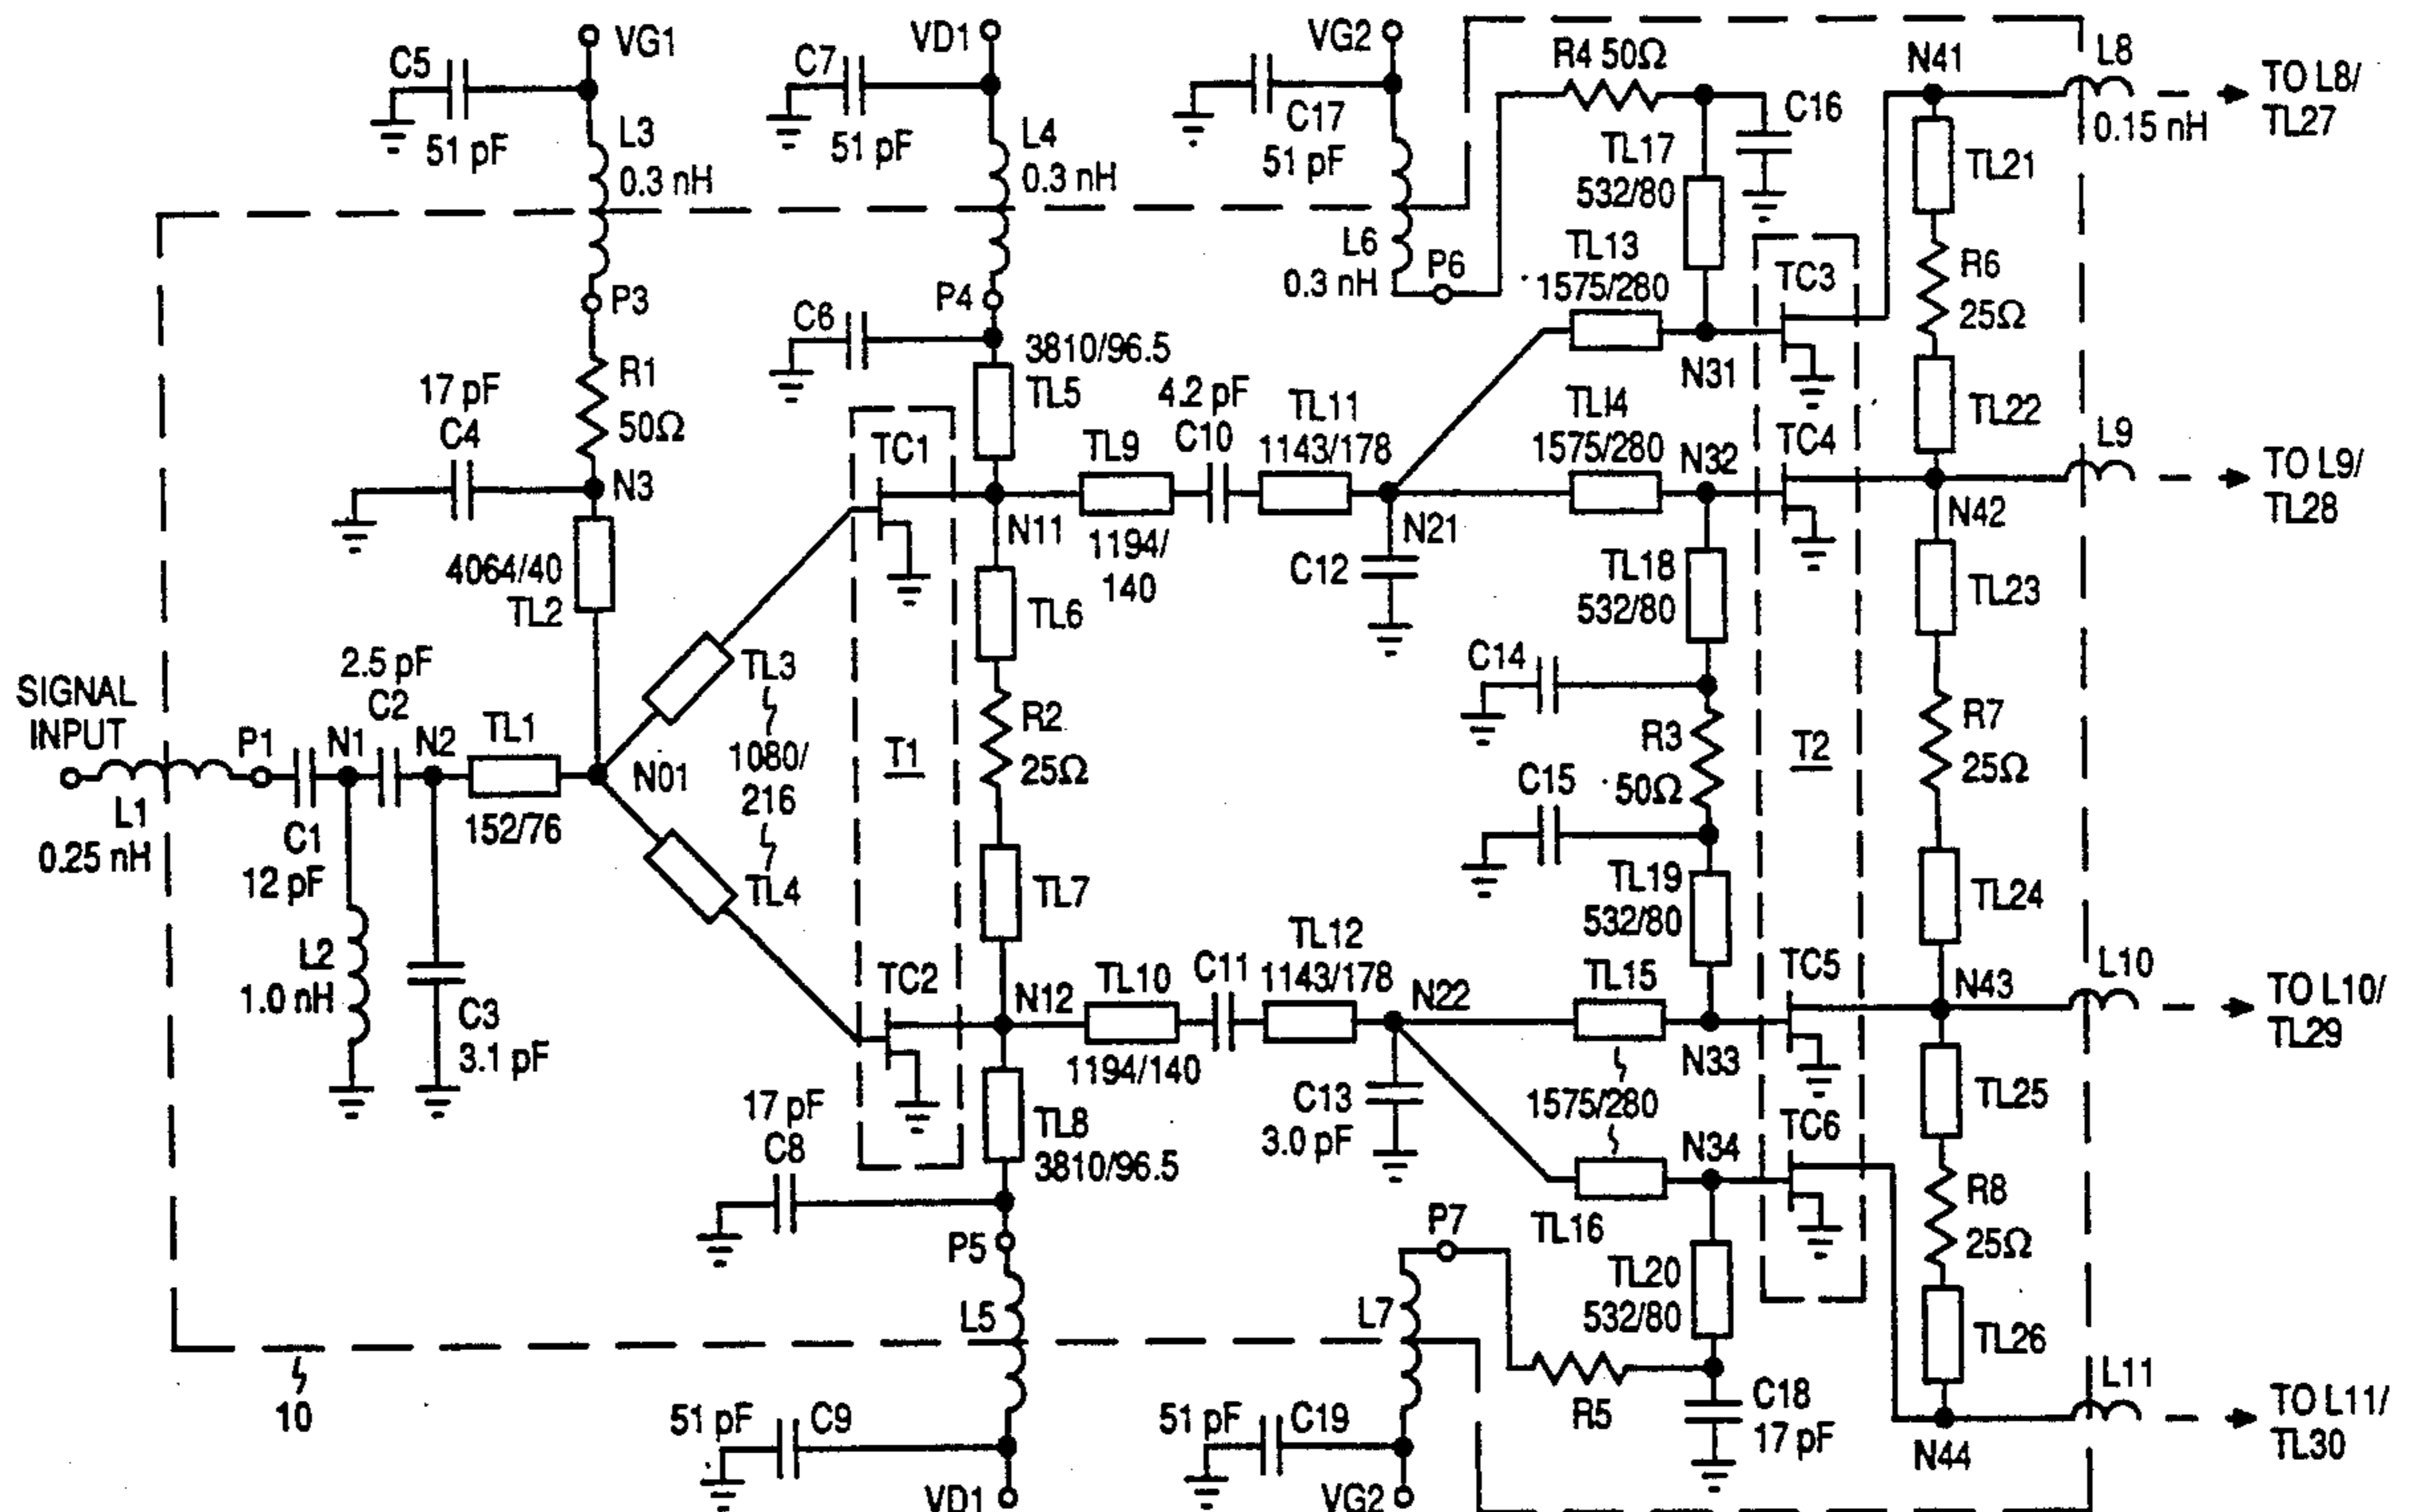 VG1
VD1
VG2
R4 50Ω
N41
L8
TO L8/
TL27
0.15 nH
C5
51 pF
L3
0.3 nH
C7
51 pF
L4
0.3 nH
C17
51 pF
C16
TL17
532/80
TL21
L6
0.3 nH
P6
TL13
1575/280
TC3
R6
25Ω
P3
P4
C6
3810/96.5
TL5
N31
R1
50Ω
17 pF
C4
N3
TC1
4.2 pF
C10
TL11
1143/178
TL9
TL14
1575/280
N32
TC4
TL22
L9
TO L9/
TL28
N11
1194/
140
N21
N42
C12
4064/40
TL2
TL6
TL18
532/80
TL23
TL3
C14
2.5 pF
C2
SIGNAL
INPUT
P1
N1
N2
TL1
N01
1080/
216
T1
R2
25Ω
R3
50Ω
T2
R7
25Ω
C15
L1
0.25 nH
C1
12 pF
152/76
TL4
TL7
TL19
532/80
TL24
L2
1.0 nH
C3
3.1 pF
TC2
N12
TL10
C11
TL12
1143/178
N22
TL15
TC5
N43
L10
TO L10/
TL29
1194/140
N33
C13
3.0 pF
1575/280
TL25
17 pF
C8
TL8
3810/96.5
N34
TC6
TL16
R8
25Ω
P5
P7
TL20
532/80
L5
L7
TL26
10
R5
C18
17 pF
L11
TO L11/
TL30
N44
51 pF
C9
51 pF
C19
VD1
VG2